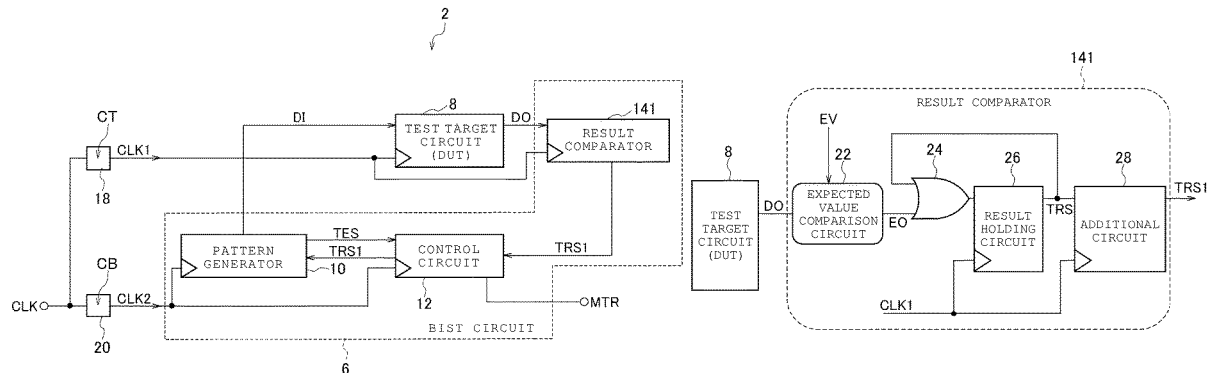 2
141
RESULT COMPARATOR
CT
CLK1
18
DI
8
TEST TARGET
CIRCUIT
(DUT)
DO
141
RESULT
COMPARATOR
EV
22
EXPECTED
VALUE
COMPARISON
CIRCUIT
24
26
RESULT
HOLDING
CIRCUIT
28
ADDITIONAL
CIRCUIT
TRS
TRS1
8
TEST
TARGET
CIRCUIT
(DUT)
DO
EO
CLK1
PATTERN
GENERATOR
10
TES
TRS1
CONTROL
CIRCUIT
12
TRS1
CLK
CB
CLK2
20
MTR
BIST CIRCUIT
6